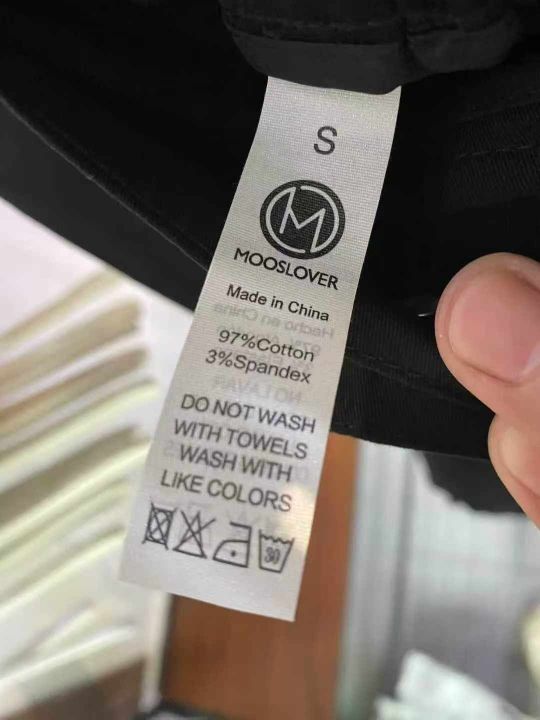 S
M
MOOSLOVER
Made in China
97%Cotton
3%Spandex
DO NOT WASH
WITH TOWELS
WASH WITH
LIKE COLORS
30